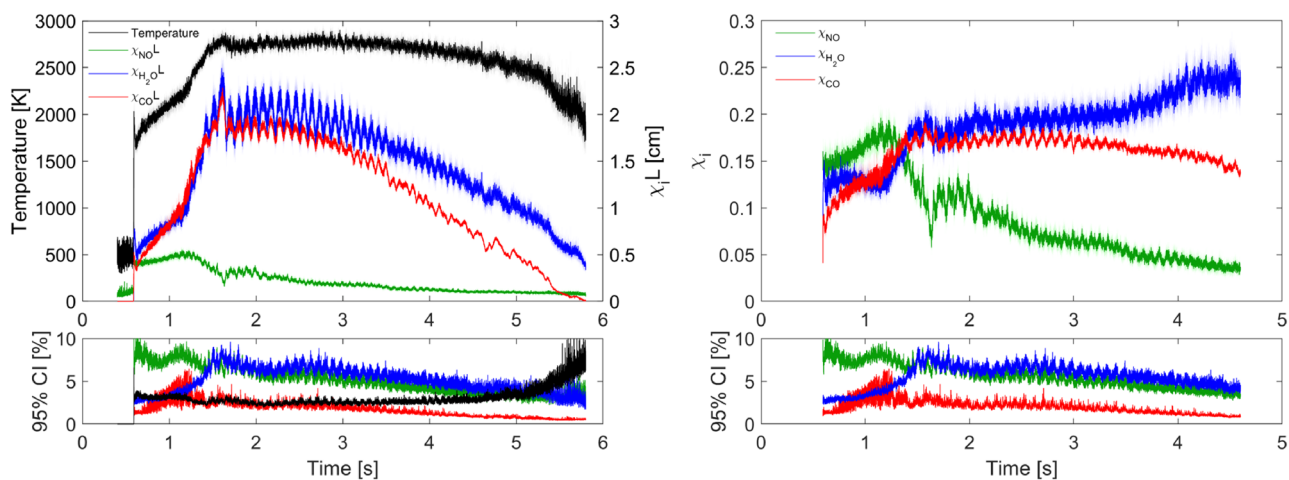 Temperature
χNOL
χH2OL
χCOL
3000
2500
2000
1500
1000
500
0
Temperature [K]
3
2.5
2
1.5
1
0.5
0
χiL [cm]
0 1 2 3 4 5 6
10
5
0
95% CI [%]
0 1 2 3 4 5 6
Time [s]
χNO
χH2O
χCO
0.3
0.25
0.2
0.15
0.1
0.05
0
χi
0 1 2 3 4 5
10
5
0
95% CI [%]
0 1 2 3 4 5
Time [s]